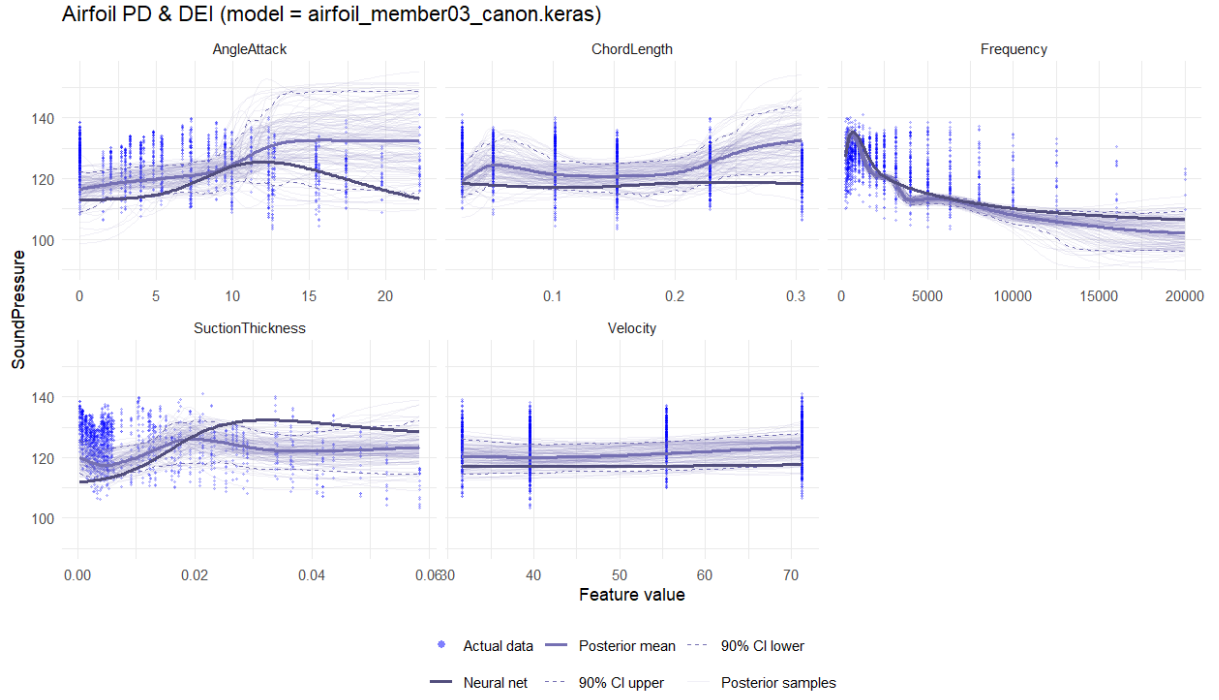 Airfoil PD & DEI (model = airfoil_member03_canon.keras)
AngleAttack
ChordLength
Frequency
140
120
100
0 5 10 15 20
0.1 0.2 0.3
0 5000 10000 15000 20000
SoundPressure
SuctionThickness
Velocity
140
120
100
0.00 0.02 0.04 0.06
30 40 50 60 70
Feature value
Actual data Posterior mean 90% CI lower
Neural net 90% CI upper Posterior samples